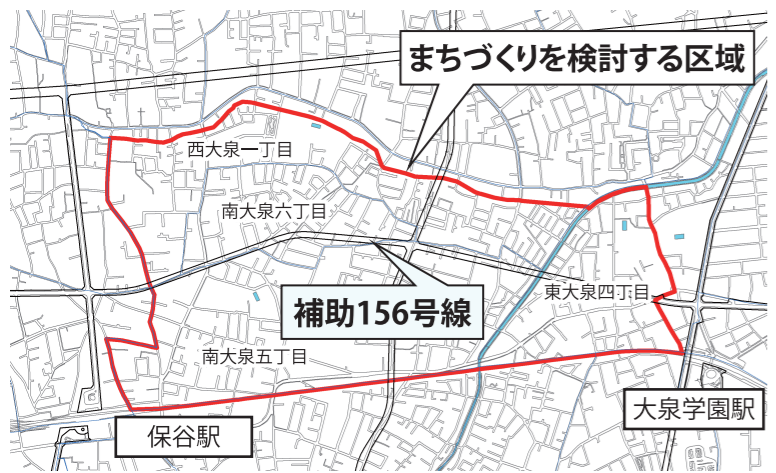 まちづくりを検討する区域
西大泉一丁目
南大泉六丁目
補助156号線
東大泉四丁目
南大泉五丁目
大泉学園駅
保谷駅